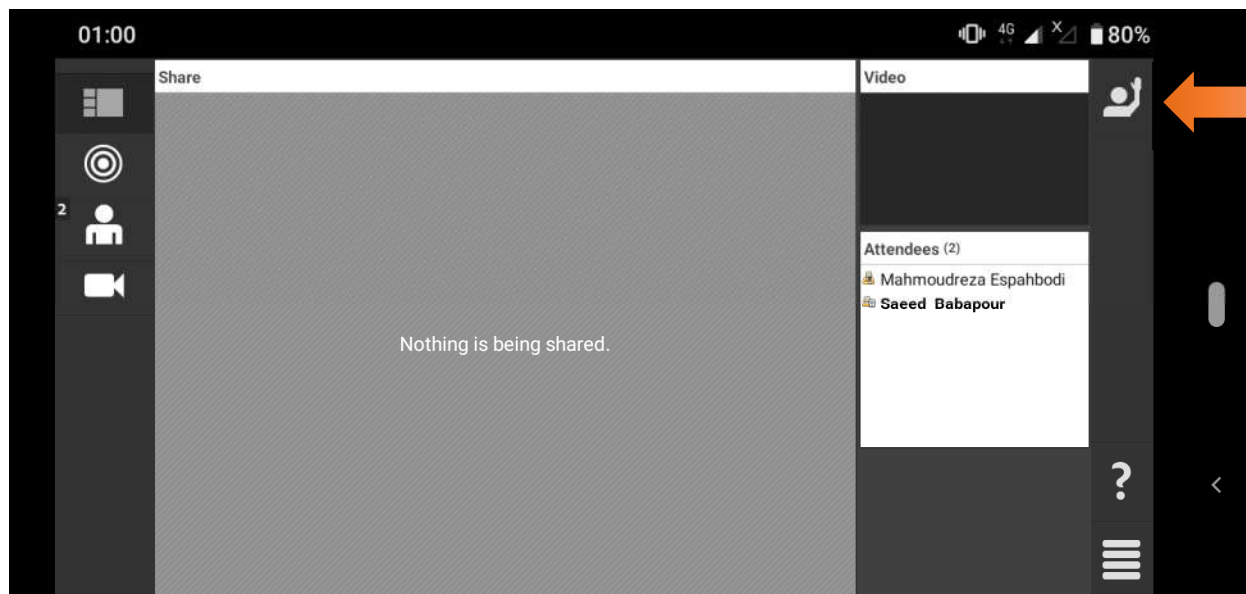 01:00
4G
X
80%
Share
Video
2
Attendees (2)
Mahmoudreza Espahbodi
Saeed Babapour
Nothing is being shared.
?